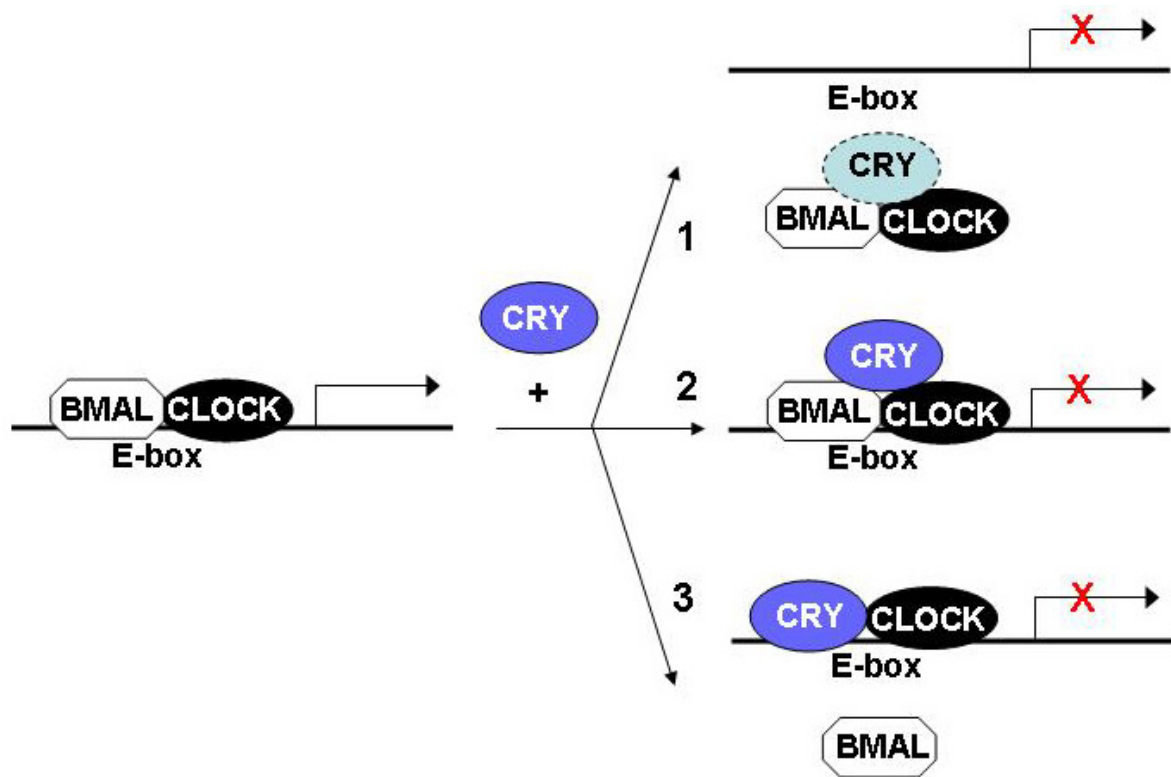 X
E-box
CRY
BMAL CLOCK
1
CRY
+
BMAL CLOCK
E-box
2
CRY
BMAL CLOCK
X
E-box
3
CRY CLOCK
X
E-box
BMAL